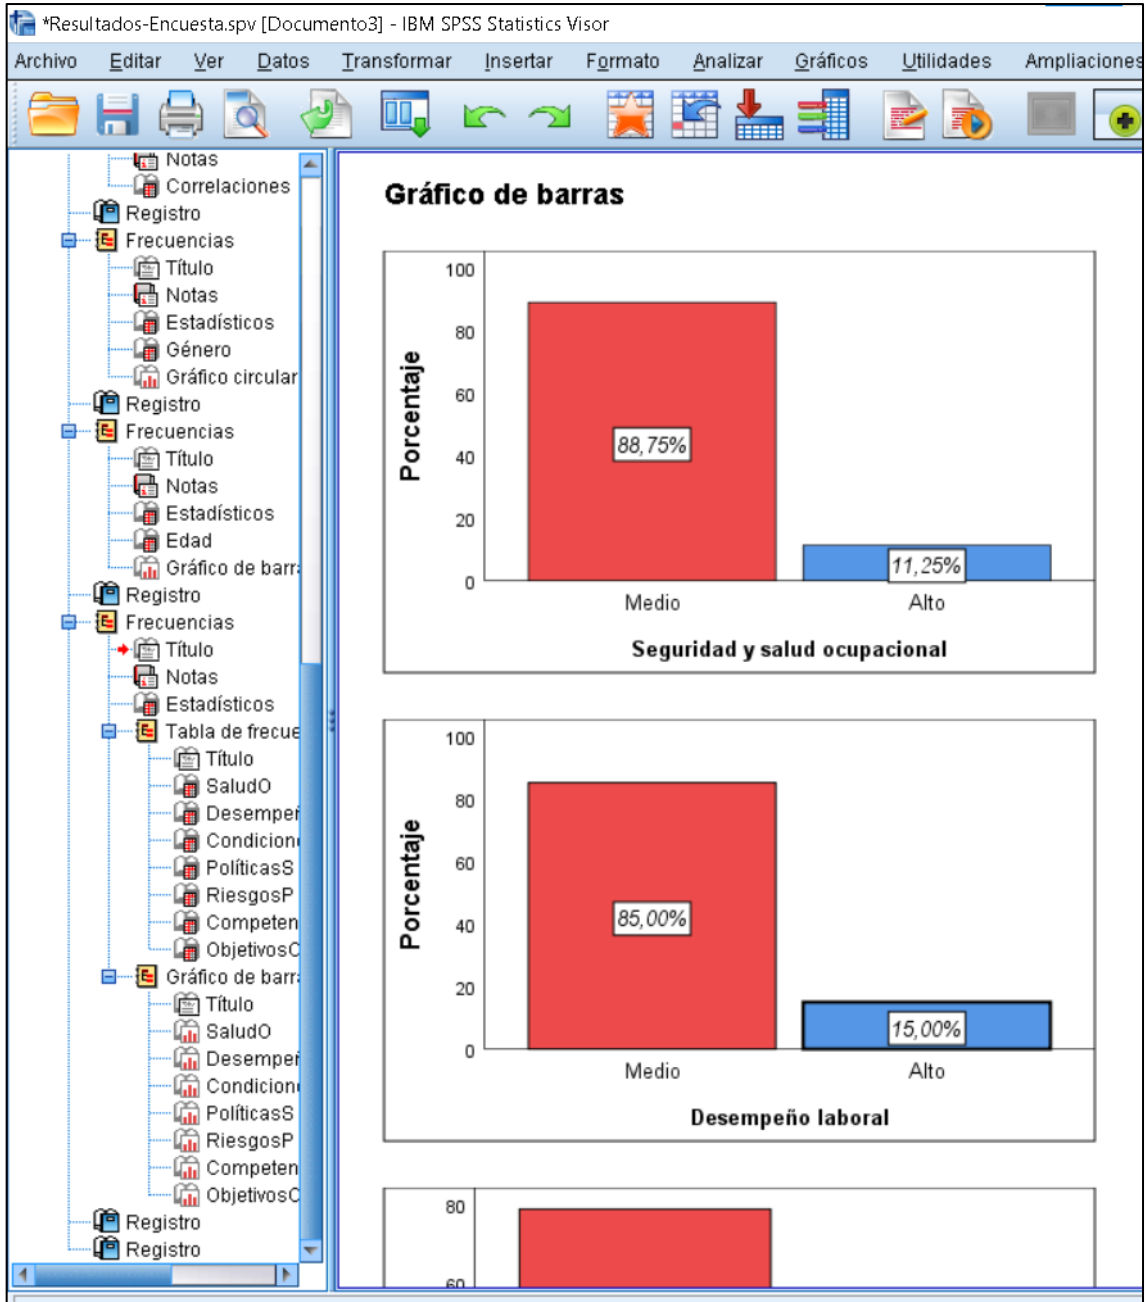 *Resultados-Encuesta.spv [Documento3] - IBM SPSS Statistics Visor
Archivo Editar Ver Datos Transformar Insertar Formato Analizar Gráficos Utilidades Ampliaciones
Notas
Correlaciones
Registro
Frecuencias
Título
Notas
Estadísticos
Género
Gráfico circular
Registro
Frecuencias
Título
Notas
Estadísticos
Edad
Gráfico de barr
Registro
Frecuencias
Título
Notas
Estadísticos
Tabla de frecue
Título
SaludO
Desempeñ
Condicion
PolíticasS
RiesgosP
Competen
ObjetivosC
Gráfico de barr
Título
SaludO
Desempeñ
Condicion
PolíticasS
RiesgosP
Competen
ObjetivosC
Registro
Registro
Gráfico de barras
Porcentaje
100
80
60
40
20
0
88,75%
11,25%
Medio Alto
Seguridad y salud ocupacional
Porcentaje
100
80
60
40
20
0
85,00%
15,00%
Medio Alto
Desempeño laboral
80
60